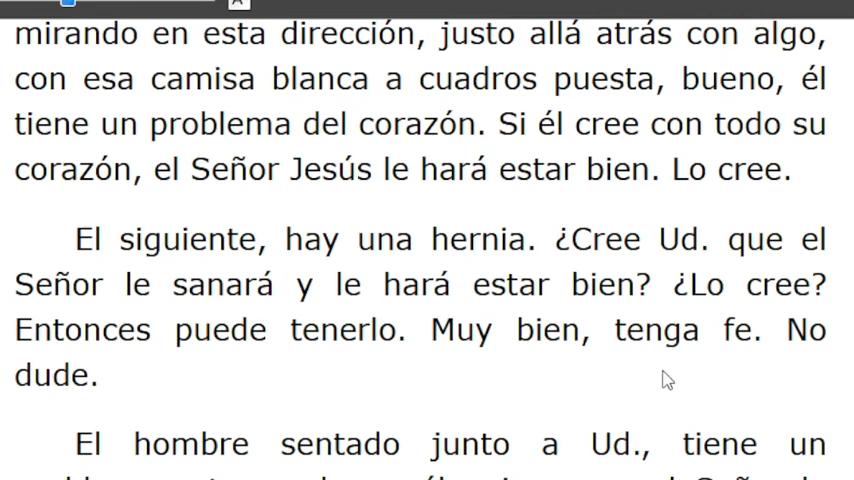 mirando en esta dirección, justo allá atrás con algo,
con esa camisa blanca a cuadros puesta, bueno, él
tiene un problema del corazón. Si él cree con todo su
corazón, el Señor Jesús le hará estar bien. Lo cree.
El siguiente, hay una hernia. ¿Cree Ud. que el
Señor le sanará y le hará estar bien? ¿Lo cree?
Entonces puede tenerlo. Muy bien, tenga fe. No
dude.
El hombre sentado junto a Ud., tiene un